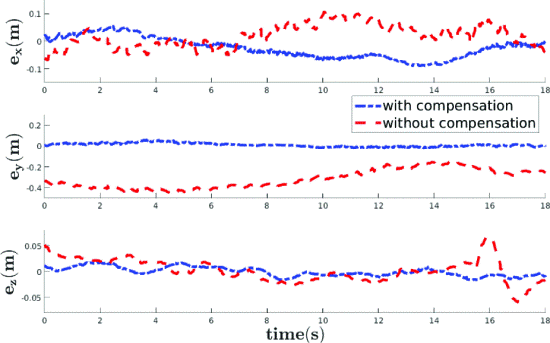 0.1
0
-0.1
e_x(m)
0 2 4 6 8 10 12 14 16 18
with compensation
without compensation
0.2
0
-0.2
-0.4
e_y(m)
0 2 4 6 8 10 12 14 16 18
0.05
0
-0.05
e_z(m)
0 2 4 6 8 10 12 14 16 18
time(s)